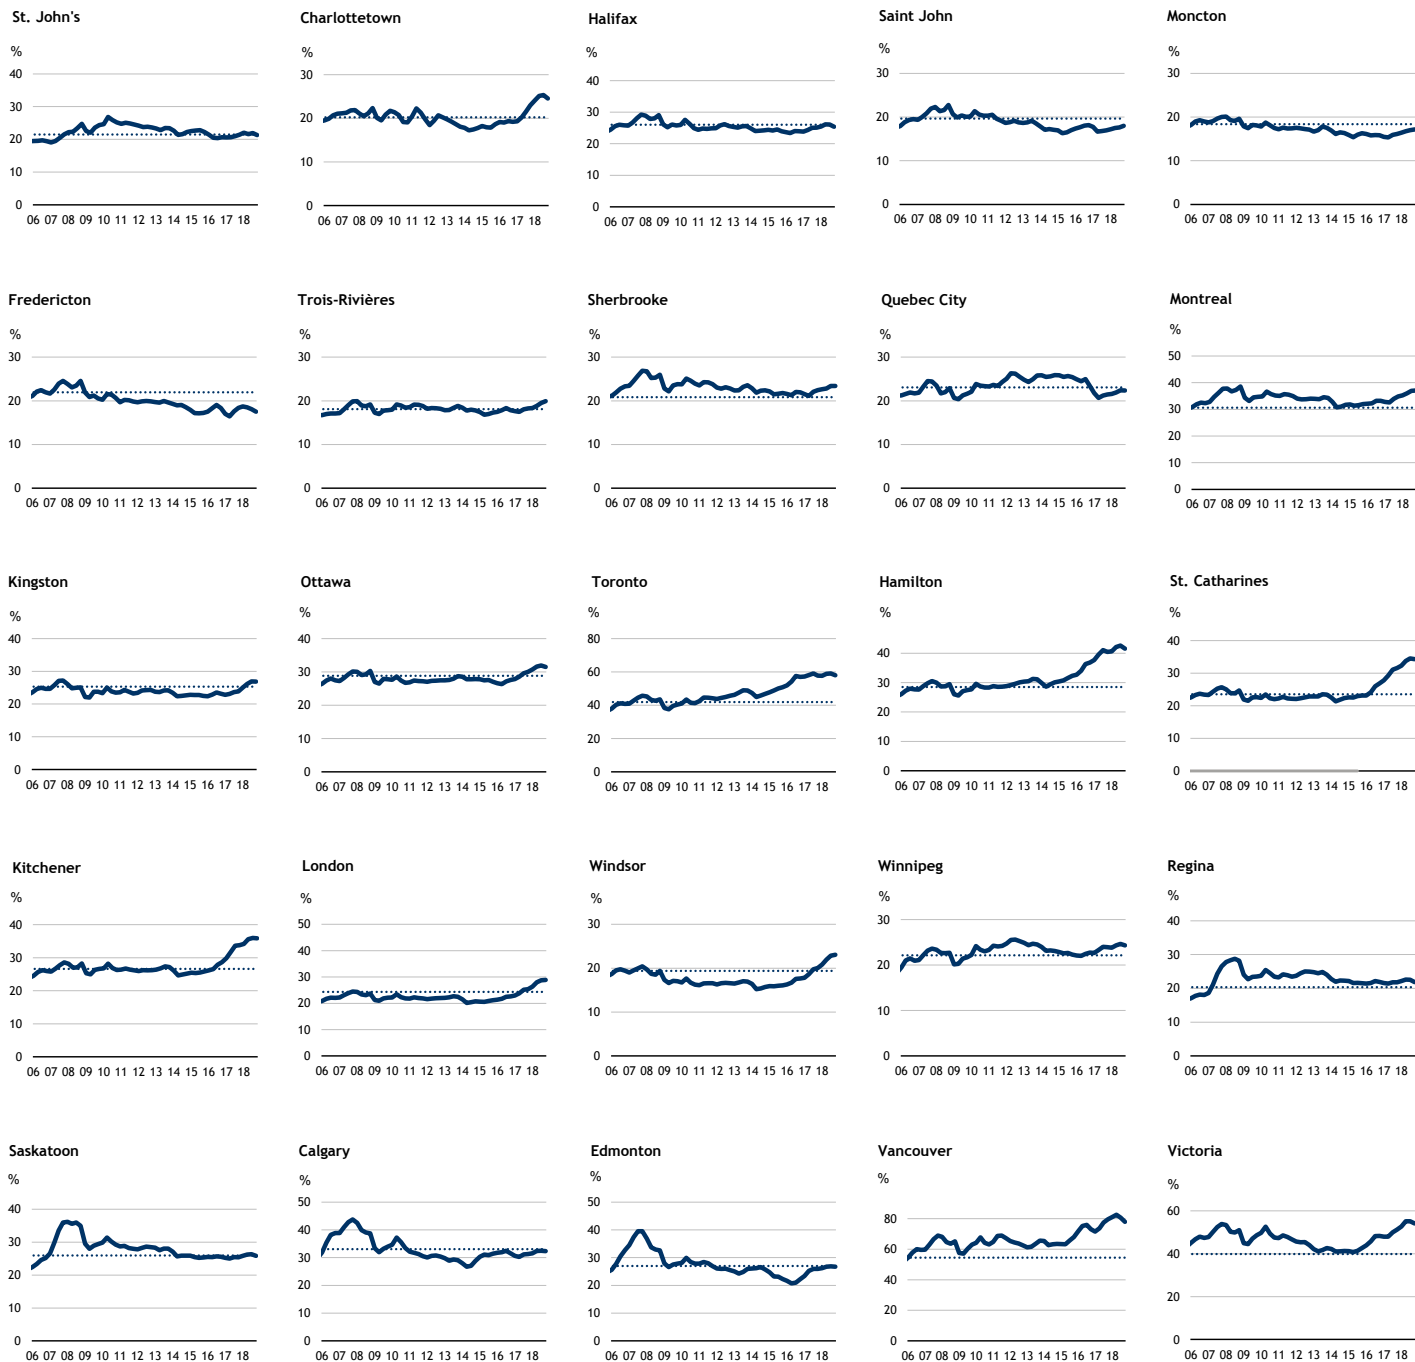 St. John's
%
40
30
20
10
0
06 07 08 09 10 11 12 13 14 15 16 17 18
Charlottetown
%
30
20
10
0
06 07 08 09 10 11 12 13 14 15 16 17 18
Halifax
%
40
30
20
10
0
06 07 08 09 10 11 12 13 14 15 16 17 18
Saint John
%
30
20
10
0
06 07 08 09 10 11 12 13 14 15 16 17 18
Moncton
%
30
20
10
0
06 07 08 09 10 11 12 13 14 15 16 17 18
Fredericton
%
30
20
10
0
06 07 08 09 10 11 12 13 14 15 16 17 18
Trois-Rivières
%
30
20
10
0
06 07 08 09 10 11 12 13 14 15 16 17 18
Sherbrooke
%
30
20
10
0
06 07 08 09 10 11 12 13 14 15 16 17 18
Quebec City
%
30
20
10
0
06 07 08 09 10 11 12 13 14 15 16 17 18
Montreal
%
50
40
30
20
10
0
06 07 08 09 10 11 12 13 14 15 16 17 18
Kingston
%
40
30
20
10
0
06 07 08 09 10 11 12 13 14 15 16 17 18
Ottawa
%
40
30
20
10
0
06 07 08 09 10 11 12 13 14 15 16 17 18
Toronto
%
80
60
40
20
0
06 07 08 09 10 11 12 13 14 15 16 17 18
Hamilton
%
40
30
20
10
0
06 07 08 09 10 11 12 13 14 15 16 17 18
St. Catharines
%
40
30
20
10
0
06 07 08 09 10 11 12 13 14 15 16 17 18
Kitchener
%
40
30
20
10
0
06 07 08 09 10 11 12 13 14 15 16 17 18
London
%
50
40
30
20
10
0
06 07 08 09 10 11 12 13 14 15 16 17 18
Windsor
%
30
20
10
0
06 07 08 09 10 11 12 13 14 15 16 17 18
Winnipeg
%
30
20
10
0
06 07 08 09 10 11 12 13 14 15 16 17 18
Regina
%
40
30
20
10
0
06 07 08 09 10 11 12 13 14 15 16 17 18
Saskatoon
%
40
30
20
10
0
06 07 08 09 10 11 12 13 14 15 16 17 18
Calgary
%
50
40
30
20
10
0
06 07 08 09 10 11 12 13 14 15 16 17 18
Edmonton
%
50
40
30
20
10
0
06 07 08 09 10 11 12 13 14 15 16 17 18
Vancouver
%
80
60
40
20
0
06 07 08 09 10 11 12 13 14 15 16 17 18
Victoria
%
60
40
20
0
06 07 08 09 10 11 12 13 14 15 16 17 18